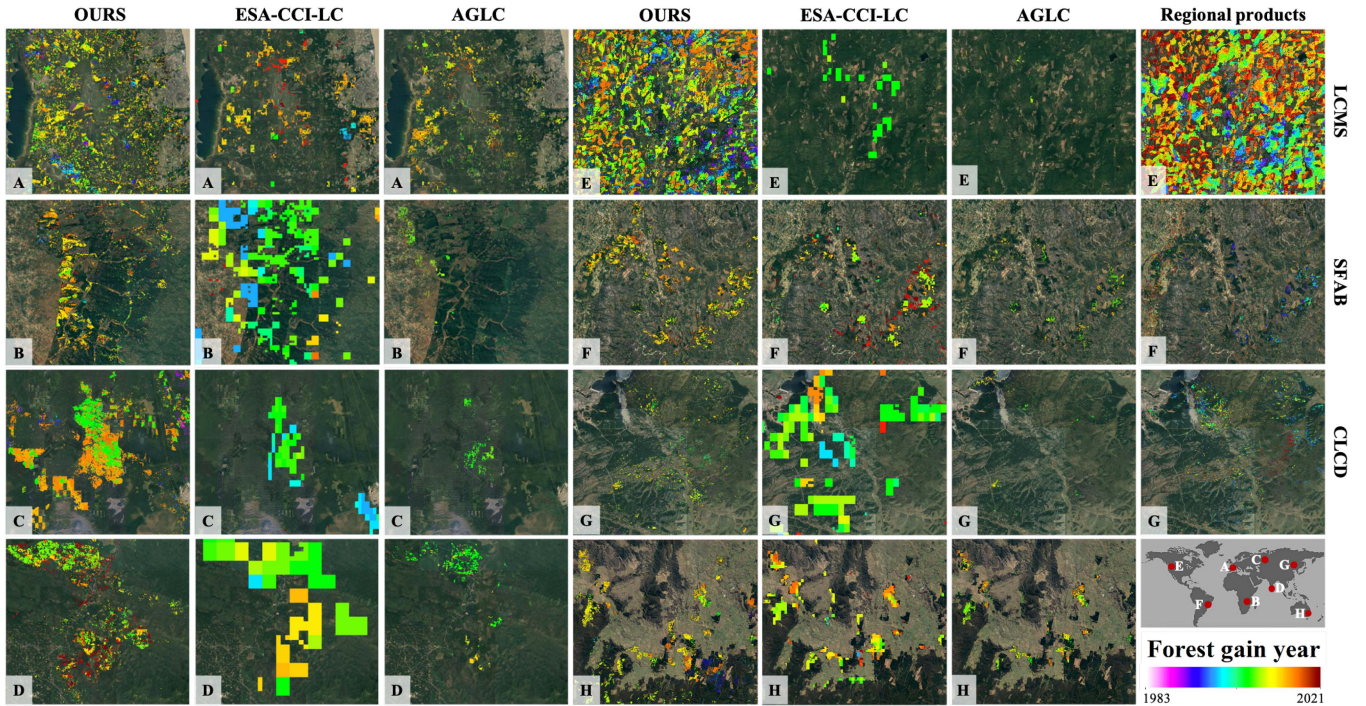 OURS ESA-CCI-LC AGLC OURS ESA-CCI-LC AGLC Regional products
A A A E E E E
LCMS
B B B F F F F
SFAB
C C C G G G G
CLCD
D D D H H H
E A C G
F B D H
Forest gain year
1983 2021